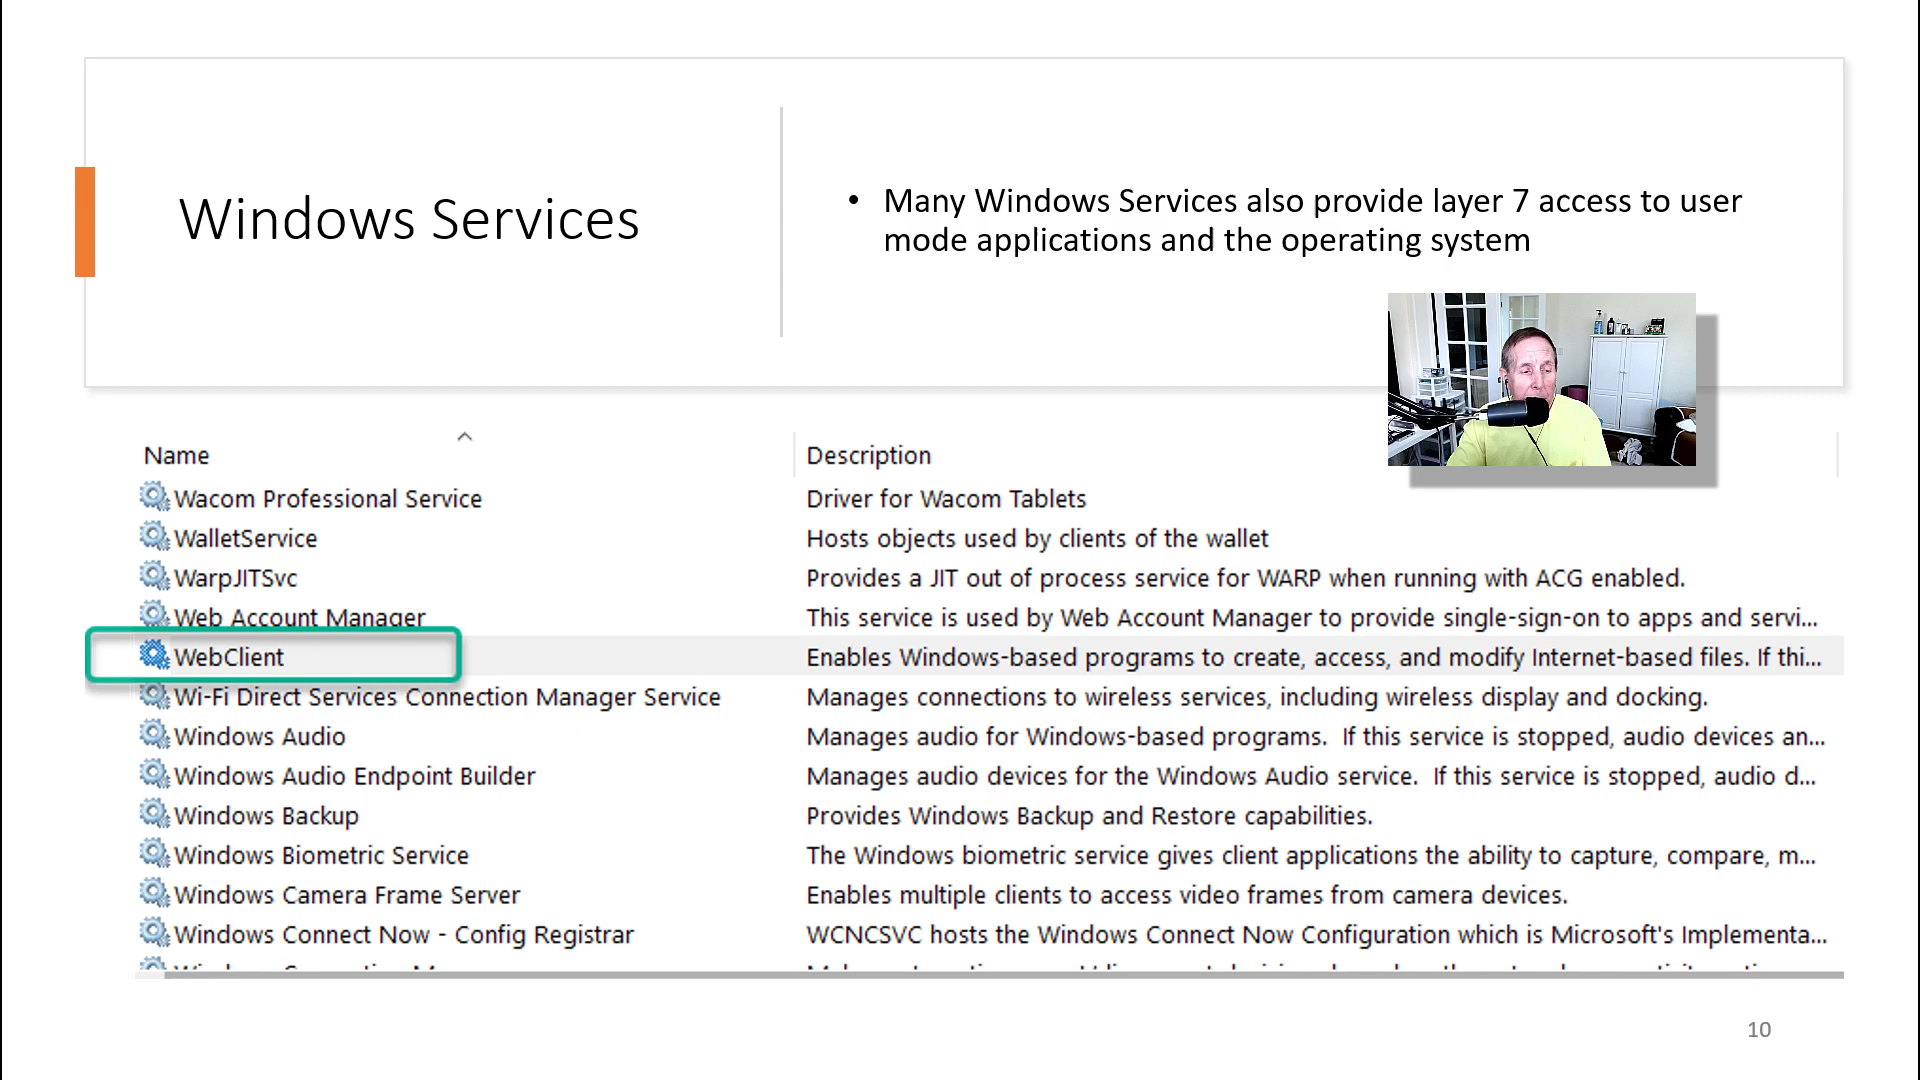 Windows Services
• Many Windows Services also provide layer 7 access to user
mode applications and the operating system
Name Description
Wacom Professional Service Driver for Wacom Tablets
WalletService Hosts objects used by clients of the wallet
WarpJITSvc Provides a JIT out of process service for WARP when running with ACG enabled.
Web Account Manager This service is used by Web Account Manager to provide single-sign-on to apps and servi...
WebClient Enables Windows-based programs to create, access, and modify Internet-based files. If thi...
Wi-Fi Direct Services Connection Manager Service Manages connections to wireless services, including wireless display and docking.
Windows Audio Manages audio for Windows-based programs.  If this service is stopped, audio devices an...
Windows Audio Endpoint Builder Manages audio devices for the Windows Audio service.  If this service is stopped, audio d...
Windows Backup Provides Windows Backup and Restore capabilities.
Windows Biometric Service The Windows biometric service gives client applications the ability to capture, compare, m...
Windows Camera Frame Server Enables multiple clients to access video frames from camera devices.
Windows Connect Now - Config Registrar WCNCSVC hosts the Windows Connect Now Configuration which is Microsoft's Implementa...
10